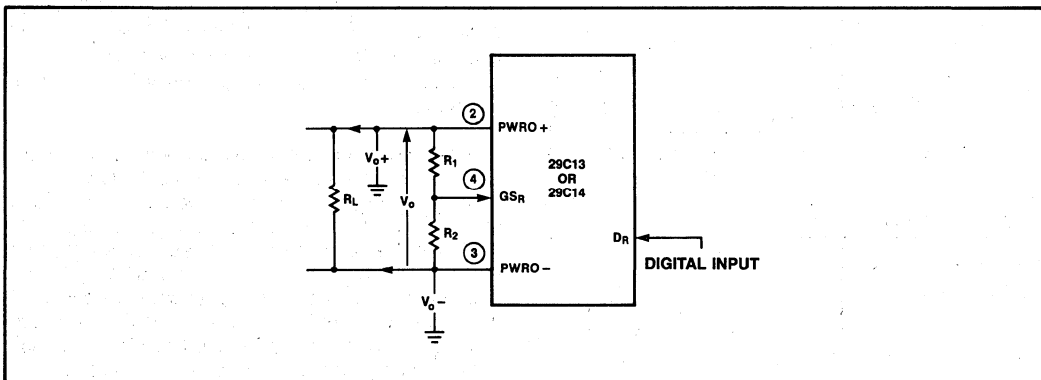 2
PWRO+
Vo+
R1
29C13
OR
29C14
4
GSR
RL
Vo
R2
DR
DIGITAL INPUT
3
PWRO−
Vo−